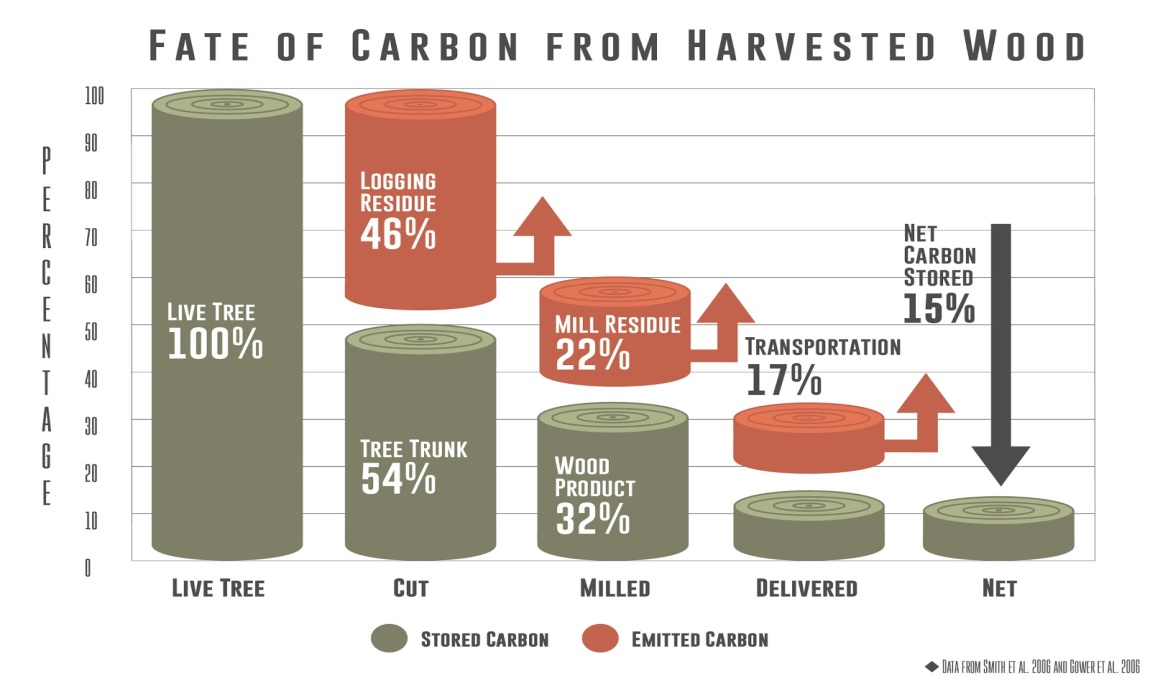 FATE OF CARBON FROM HARVESTED WOOD
PERCENTAGE
100
90
80
70
60
50
40
30
20
10
0
LIVE TREE
100%
LOGGING
RESIDUE
46%
TREE TRUNK
54%
MILL RESIDUE
22%
WOOD
PRODUCT
32%
TRANSPORTATION
17%
NET
CARBON
STORED
15%
LIVE TREE
CUT
MILLED
DELIVERED
NET
STORED CARBON
EMITTED CARBON
DATA FROM SMITH ET AL. 2006 AND GOWER ET AL. 2006